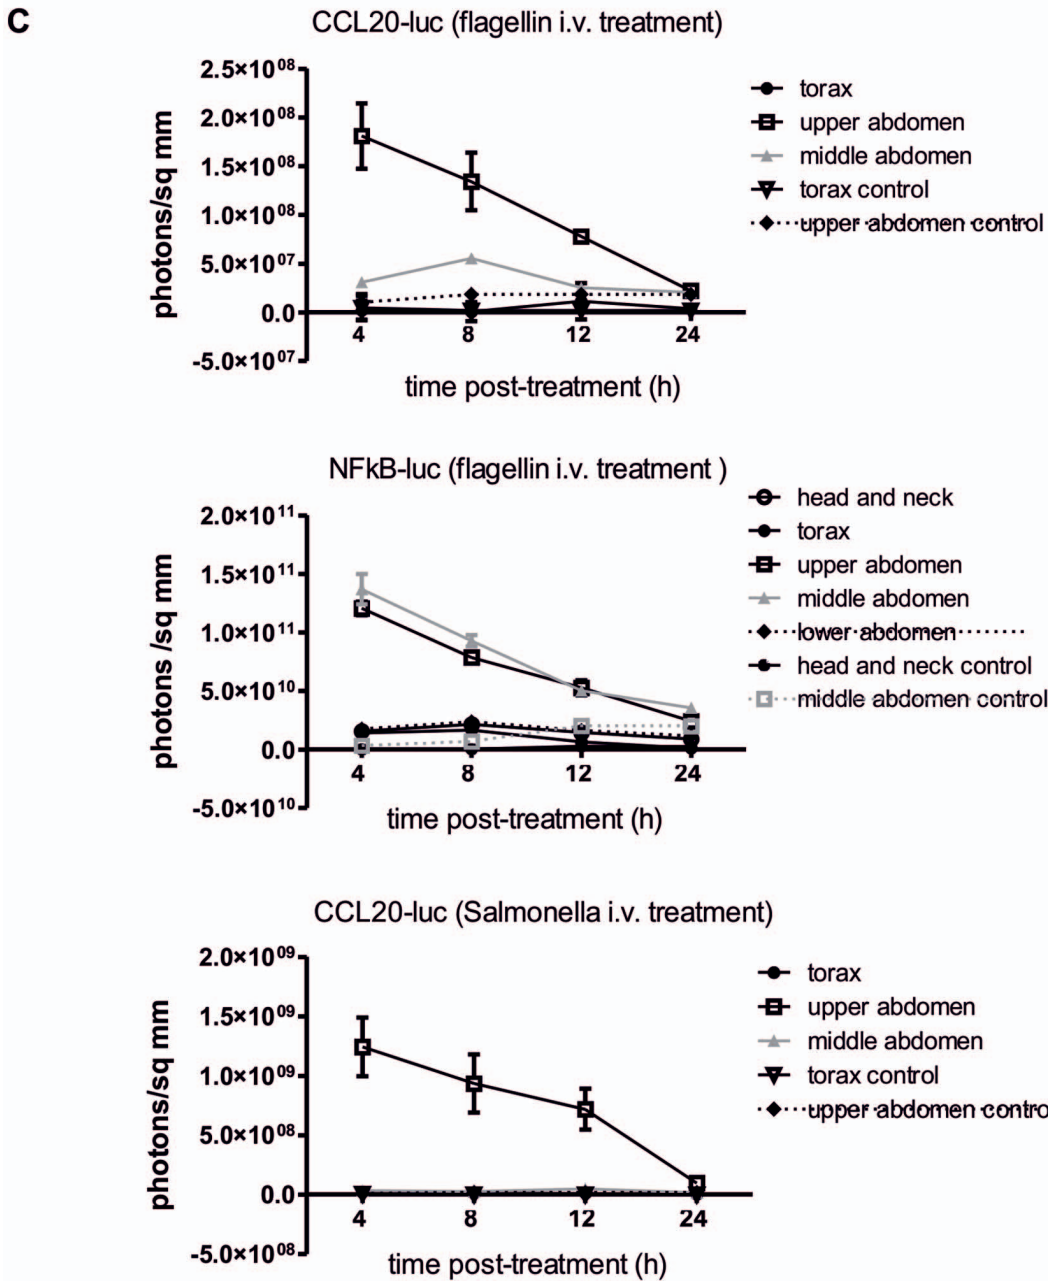 C
CCL20-luc (flagellin i.v. treatment)
2.5×10⁰⁸
2.0×10⁰⁸
1.5×10⁰⁸
1.0×10⁰⁸
5.0×10⁰⁷
0.0
-5.0×10⁰⁷
photons/sq mm
4 8 12 24
time post-treatment (h)
torax
upper abdomen
middle abdomen
torax control
upper abdomen control
NFkB-luc (flagellin i.v. treatment )
2.0×10¹¹
1.5×10¹¹
1.0×10¹¹
5.0×10¹⁰
0.0
-5.0×10¹⁰
photons /sq mm
4 8 12 24
time post-treatment (h)
head and neck
torax
upper abdomen
middle abdomen
lower abdomen
head and neck control
middle abdomen control
CCL20-luc (Salmonella i.v. treatment)
2.0×10⁰⁹
1.5×10⁰⁹
1.0×10⁰⁹
5.0×10⁰⁸
0.0
-5.0×10⁰⁸
photons/sq mm
4 8 12 24
time post-treatment (h)
torax
upper abdomen
middle abdomen
torax control
upper abdomen contro